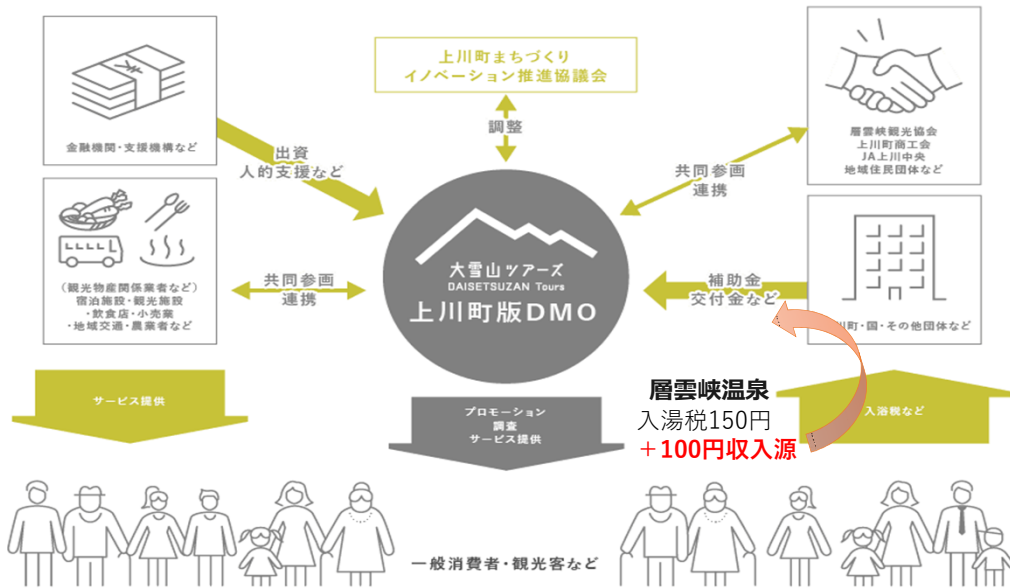 上川町まちづくり
イノベーション推進協議会
調整
金融機関・支援機構など
出資
人的支援など
層雲峡観光協会
上川町商工会
JA上川中央
地域住民団体など
共同参画
連携
(観光物産関係業者など)
宿泊施設・観光施設
・飲食店・小売業
・地域交通・農業者など
共同参画
連携
大雪山ツアーズ
DAISETSUZAN Tours
上川町版DMO
補助金
交付金など
川町・国・その他団体など
サービス提供
プロモーション
調査
サービス提供
層雲峡温泉
入湯税150円
+100円収入源
入浴税など
一般消費者・観光客など